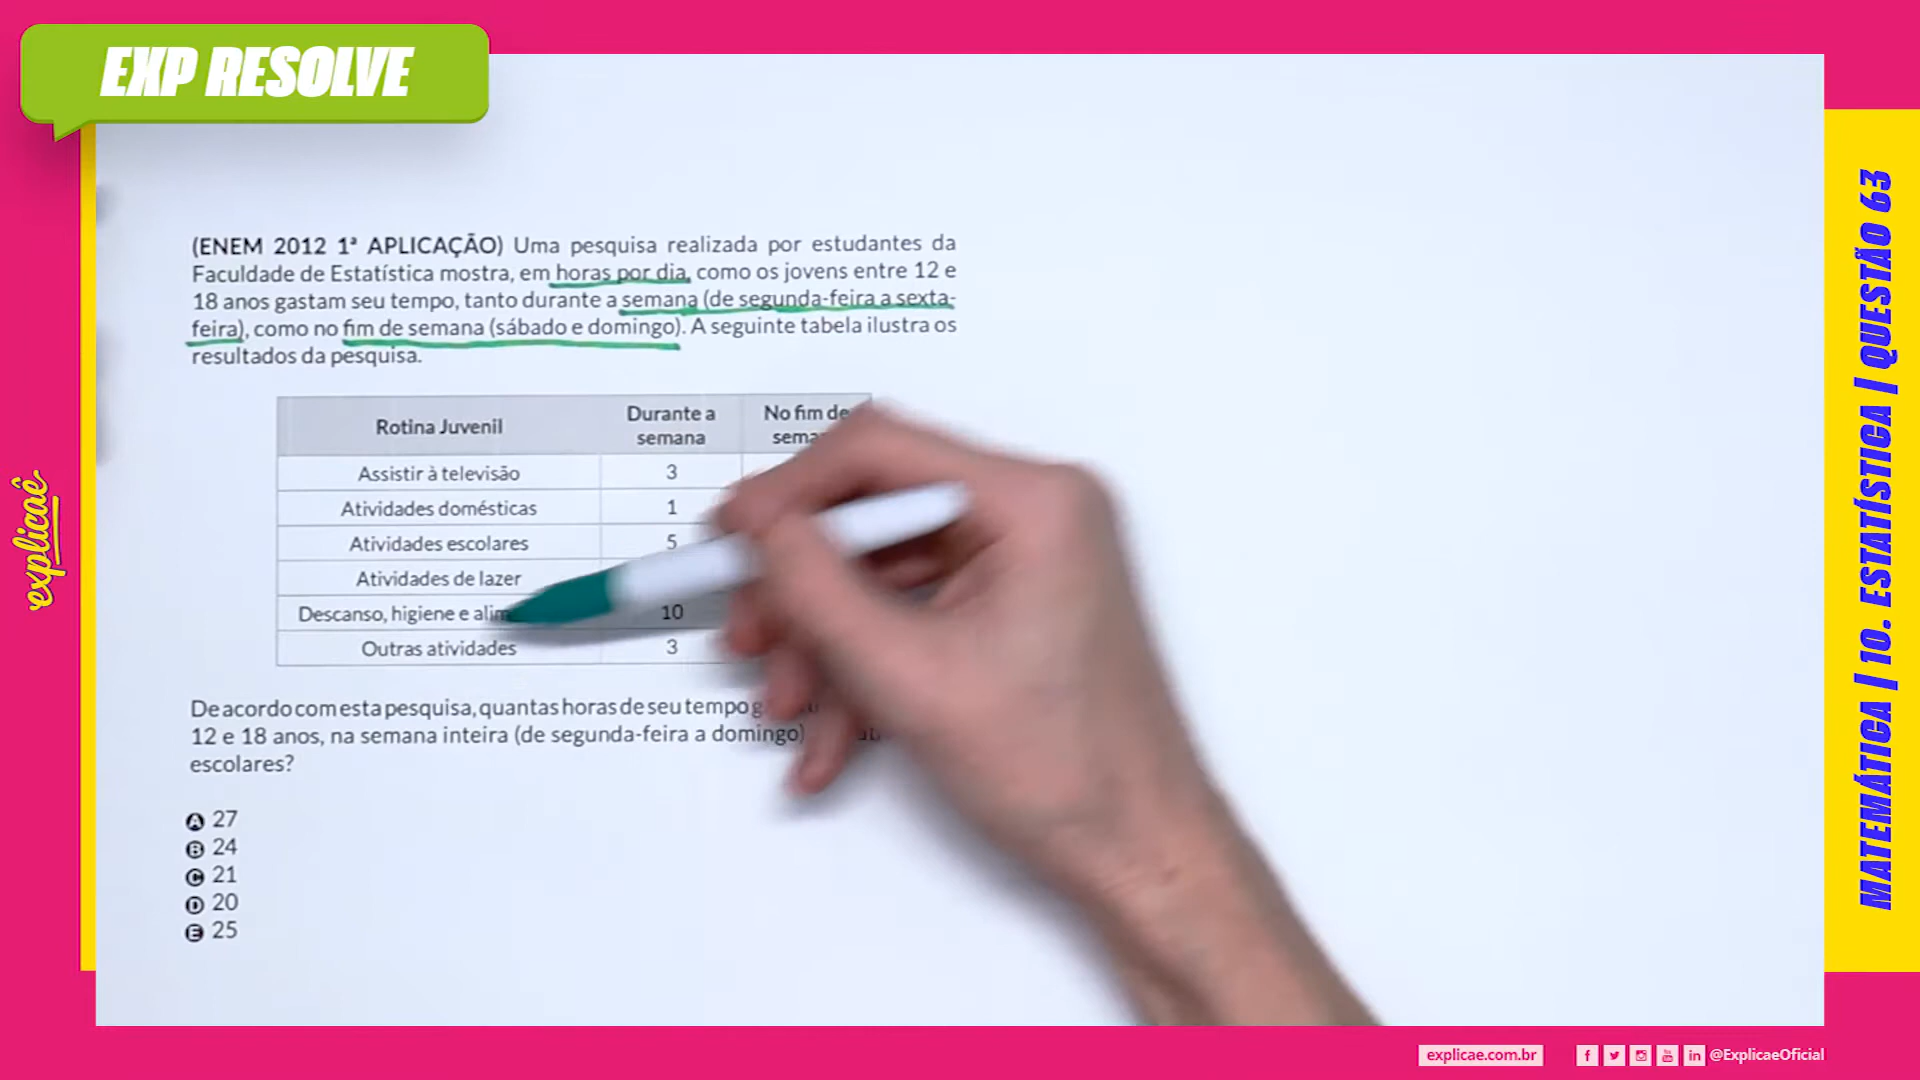 EXP RESOLVE
(ENEM 2012 1ª APLICAÇÃO) Uma pesquisa realizada por estudantes da
Faculdade de Estatística mostra, em horas por dia, como os jovens entre 12 e
18 anos gastam seu tempo, tanto durante a semana (de segunda-feira a sexta-
feira), como no fim de semana (sábado e domingo). A seguinte tabela ilustra os
resultados da pesquisa.
Rotina Juvenil
Durante a
semana
No fim de
Assistir à televisão 3
Atividades domésticas 1
Atividades escolares 5
Atividades de lazer
Descanso, higiene e 10
Outras atividades 3
De acordo com esta pesquisa, quantas horas de seu tempo
12 e 18 anos, na semana inteira (de segunda-feira a domingo)
escolares?
A 27
B 24
C 21
D 20
E 25
explicaê
MATEMÁTICA | 10. ESTATÍSTICA | QUESTÃO 63
explicae.com.br
f You Tube in @ExplicaeOficial